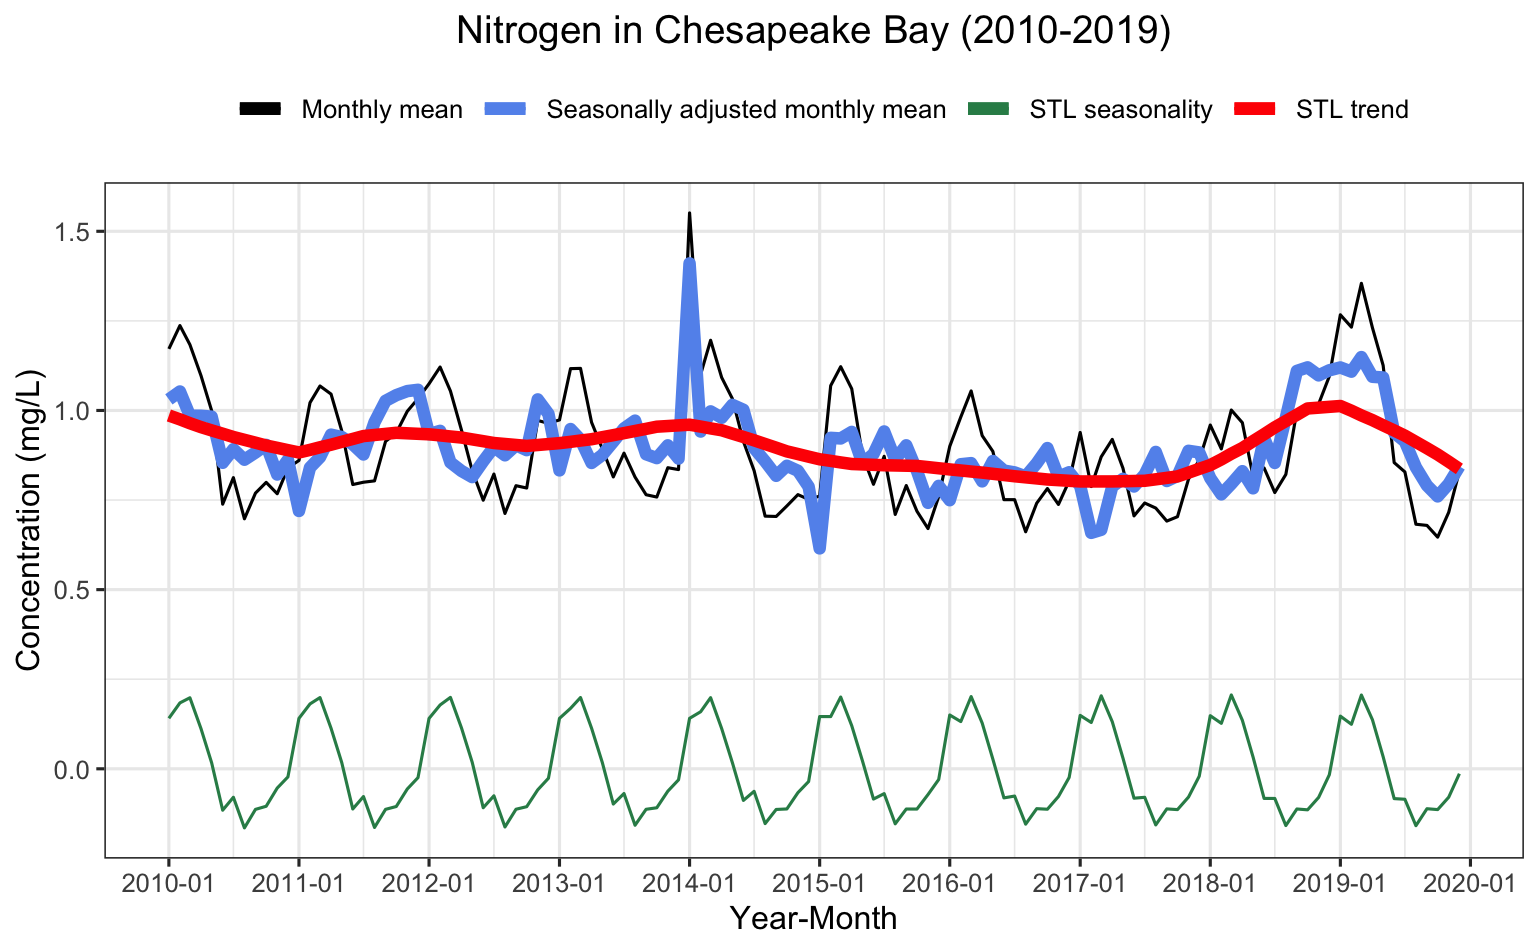 Nitrogen in Chesapeake Bay (2010-2019)
Monthly mean Seasonally adjusted monthly mean STL seasonality STL trend
Concentration (mg/L)
1.5
1.0
0.5
0.0
2010-01 2011-01 2012-01 2013-01 2014-01 2015-01 2016-01 2017-01 2018-01 2019-01 2020-01
Year-Month